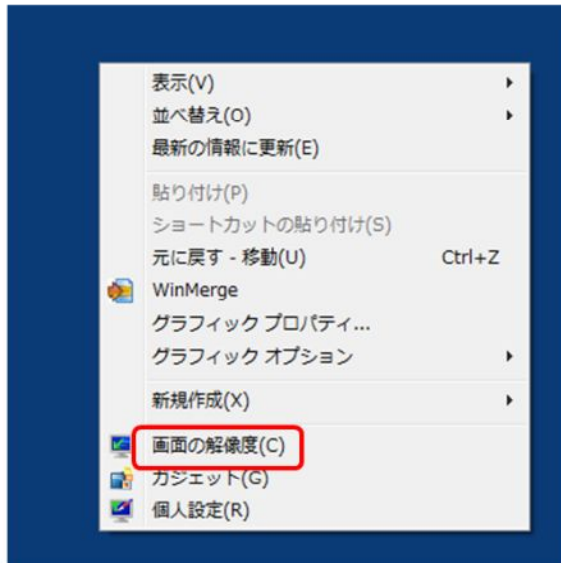 表示(V)
並べ替え(O)
最新の情報に更新(E)
貼り付け(P)
ショートカットの貼り付け(S)
元に戻す - 移動(U) Ctrl+Z
WinMerge
グラフィック プロパティ...
グラフィック オプション
新規作成(X)
画面の解像度(C)
ガジェット(G)
個人設定(R)